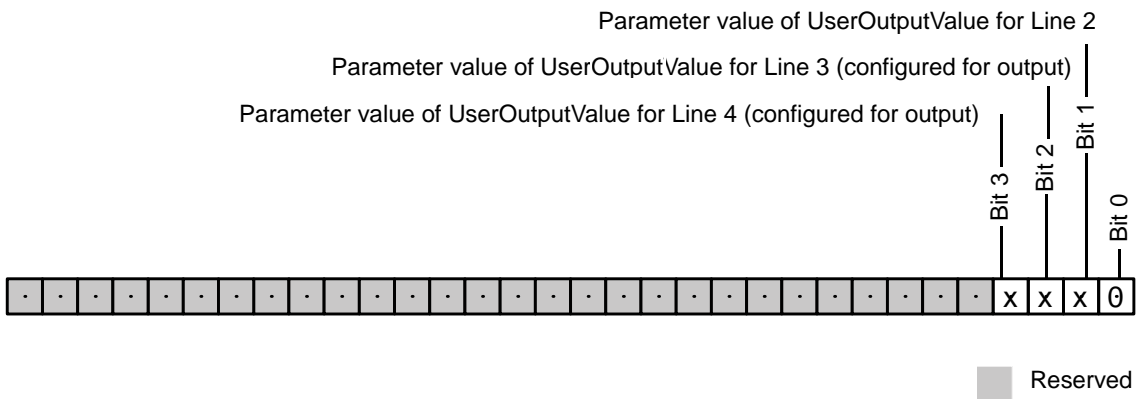 Parameter value of UserOutputValue for Line 2
Parameter value of UserOutputValue for Line 3 (configured for output)
Parameter value of UserOutputValue for Line 4 (configured for output)
Bit 3
Bit 2
Bit 1
Bit 0
. . . . . . . . . . . . . . . . . . . . . . . . . . . . x x x 0
Reserved